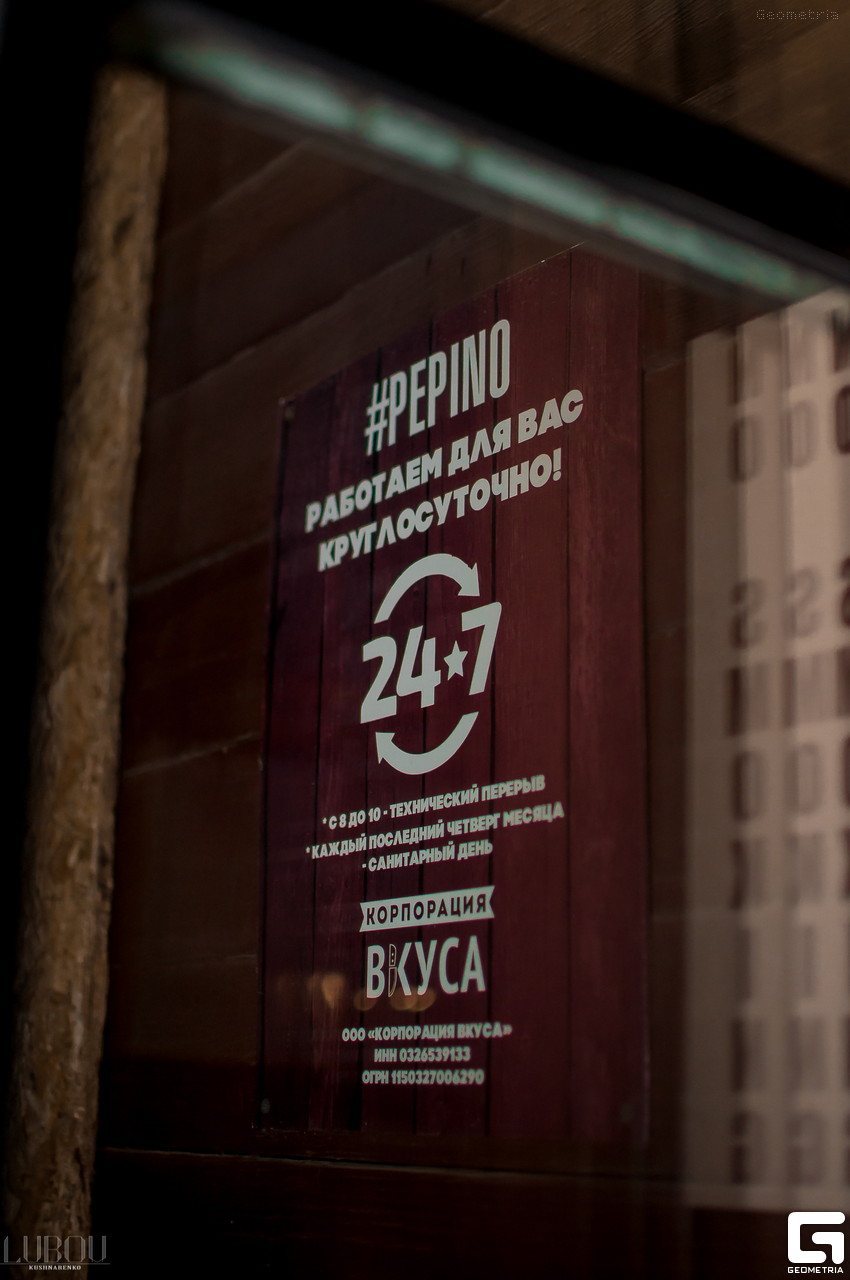 Geometria
#PEPINO
РАБОТАЕМ ДЛЯ ВАС
КРУГЛОСУТОЧНО!
24★7
* С 8 ДО 10 - ТЕХНИЧЕСКИЙ ПЕРЕРЫВ
* КАЖДЫЙ ПОСЛЕДНИЙ ЧЕТВЕРГ МЕСЯЦА
- САНИТАРНЫЙ ДЕНЬ
КОРПОРАЦИЯ
ВКУСА
ООО «КОРПОРАЦИЯ ВКУСА»
ИНН 0326539133
ОГРН 1150327006290
LUBOU
KUSHNARENKO
GEOMETRIA